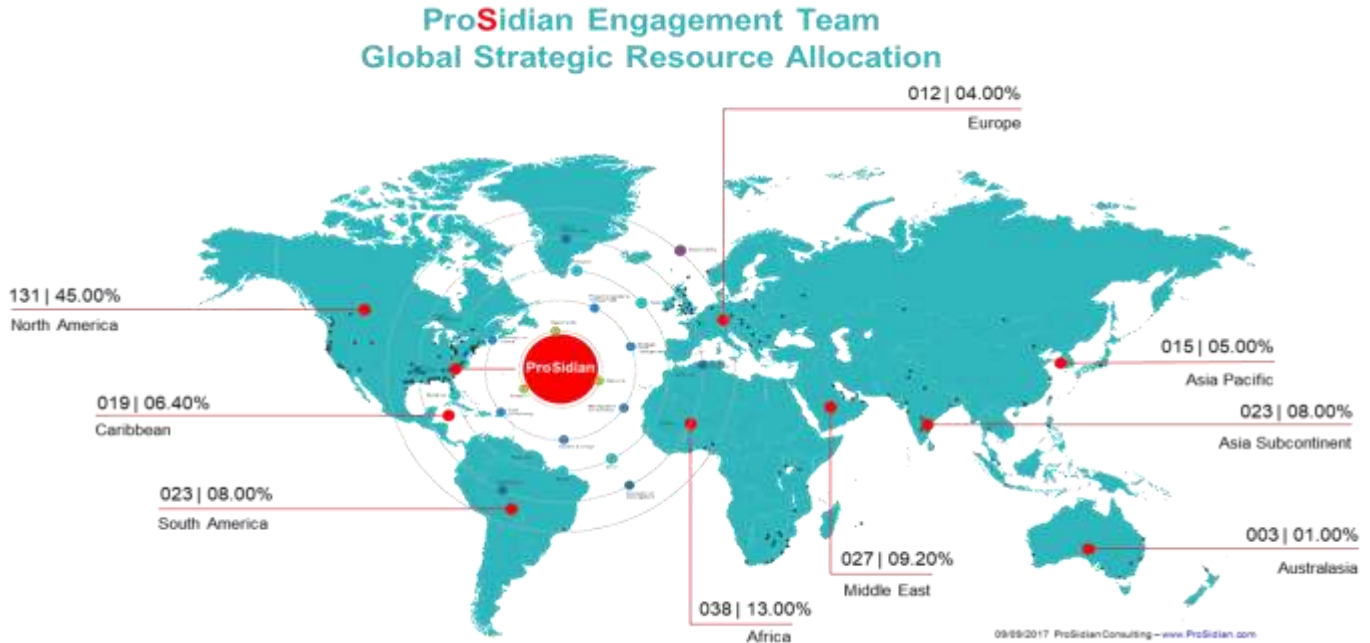 ProSidian Engagement Team
Global Strategic Resource Allocation
012 | 04.00%
Europe
131 | 45.00%
North America
ProSidian
015 | 05.00%
Asia Pacific
019 | 06.40%
Caribbean
023 | 08.00%
Asia Subcontinent
023 | 08.00%
South America
003 | 01.00%
Australasia
027 | 09.20%
Middle East
038 | 13.00%
Africa
09/09/2017 ProSidianConsulting – www.ProSidian.com